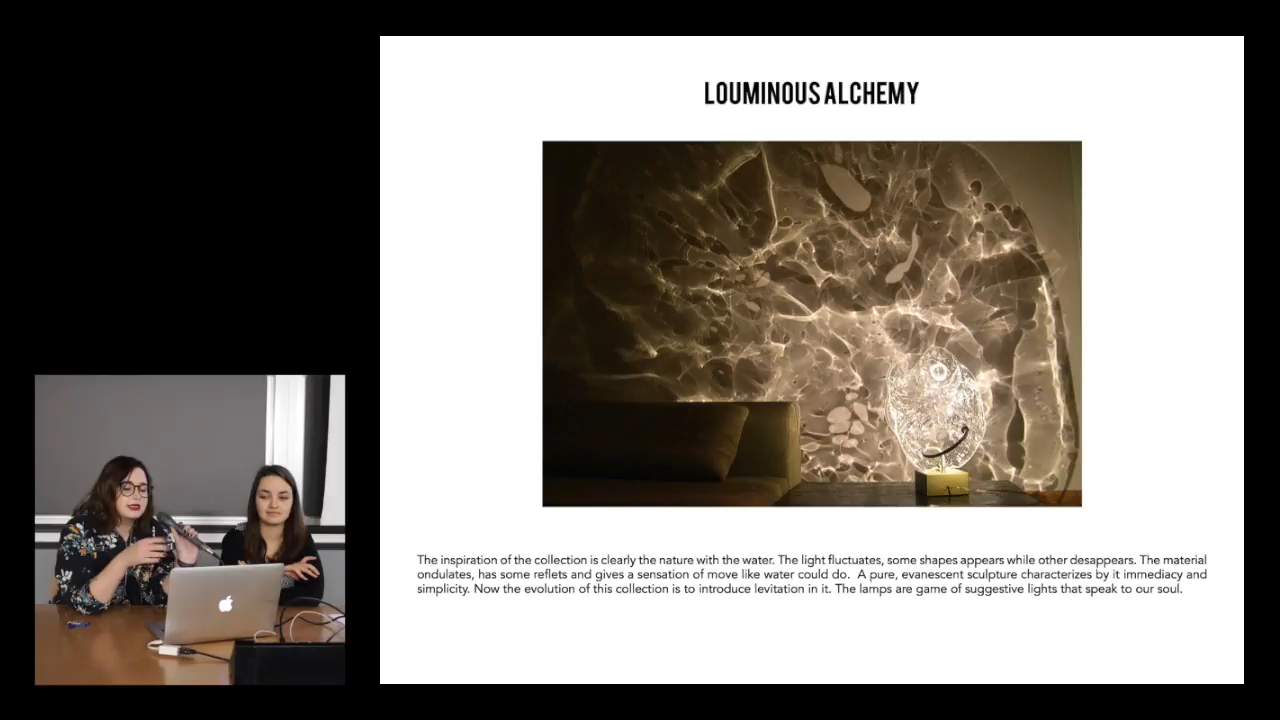 LOUMINOUS ALCHEMY
The inspiration of the collection is clearly the nature with the water. The light fluctuates, some shapes appears while other desappears. The material
ondulates, has some reflets and gives a sensation of move like water could do. A pure, evanescent sculpture characterizes by it immediacy and
simplicity. Now the evolution of this collection is to introduce levitation in it. The lamps are game of suggestive lights that speak to our soul.